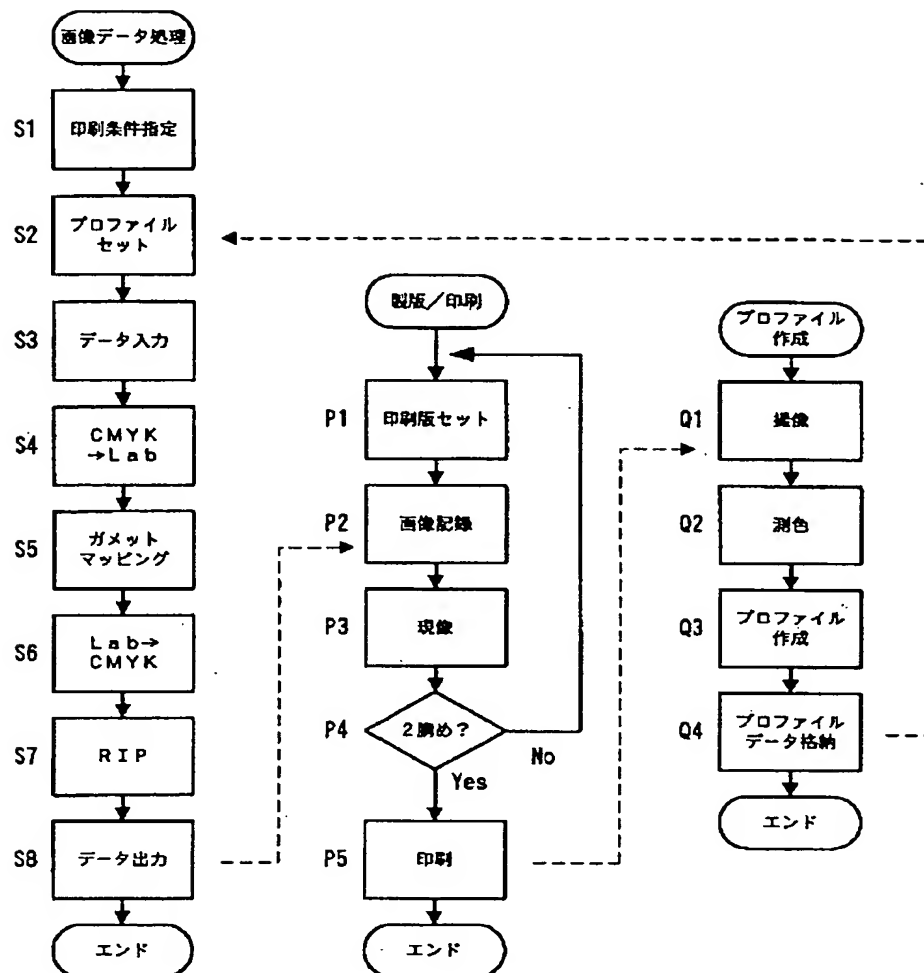 画像データ処理
S1
印刷条件指定
S2
プロファイル
セット
S3
データ入力
S4
CMYK
→Lab
S5
ガメット
マッピング
S6
Lab→
CMYK
S7
RIP
S8
データ出力
エンド
製版/印刷
P1
印刷版セット
P2
画像記録
P3
現像
P4
2胴め?
No
Yes
P5
印刷
エンド
プロファイル
作成
Q1
撮像
Q2
測色
Q3
プロファイル
作成
Q4
プロファイル
データ格納
エンド